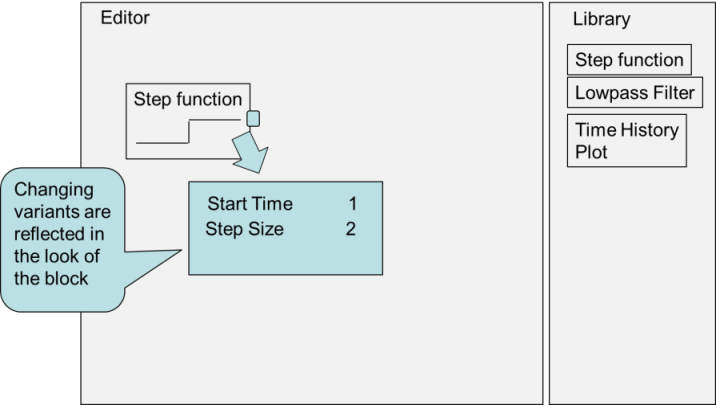 Editor
Library
Step function
Step function
Lowpass Filter
Time History
Plot
Changing
variants are
reflected in
the look of
the block
Start Time 1
Step Size 2